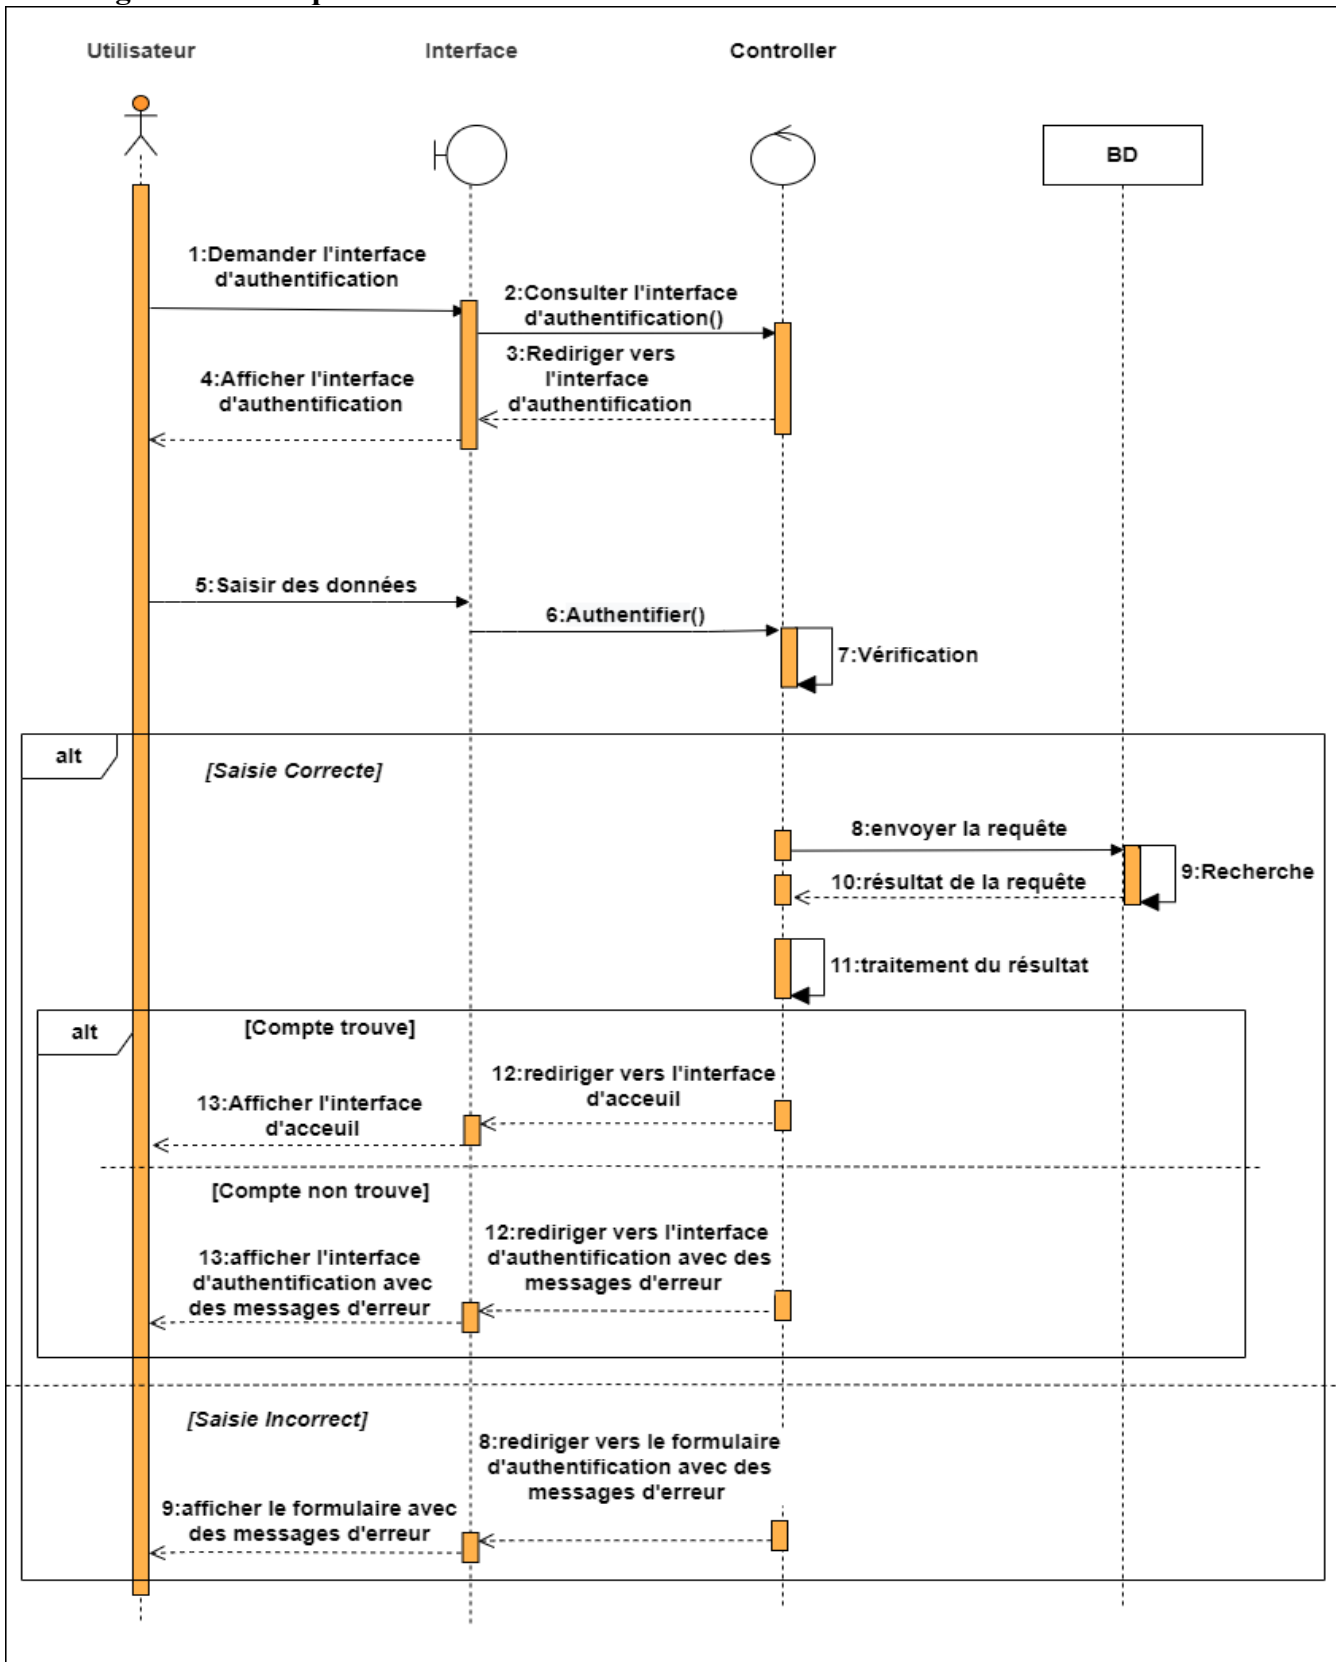 Utilisateur
Interface
Controller
BD
1:Demander l'interface
d'authentification
2:Consulter l'interface
d'authentification()
3:Rediriger vers
l'interface
d'authentification
4:Afficher l'interface
d'authentification
5:Saisir des données
6:Authentifier()
7:Vérification
alt
[Saisie Correcte]
8:envoyer la requête
9:Recherche
10:résultat de la requête
11:traitement du résultat
alt
[Compte trouve]
12:rediriger vers l'interface
d'acceuil
13:Afficher l'interface
d'acceuil
[Compte non trouve]
12:rediriger vers l'interface
d'authentification avec des
messages d'erreur
13:afficher l'interface
d'authentification avec
des messages d'erreur
[Saisie Incorrect]
8:rediriger vers le formulaire
d'authentification avec des
messages d'erreur
9:afficher le formulaire avec
des messages d'erreur